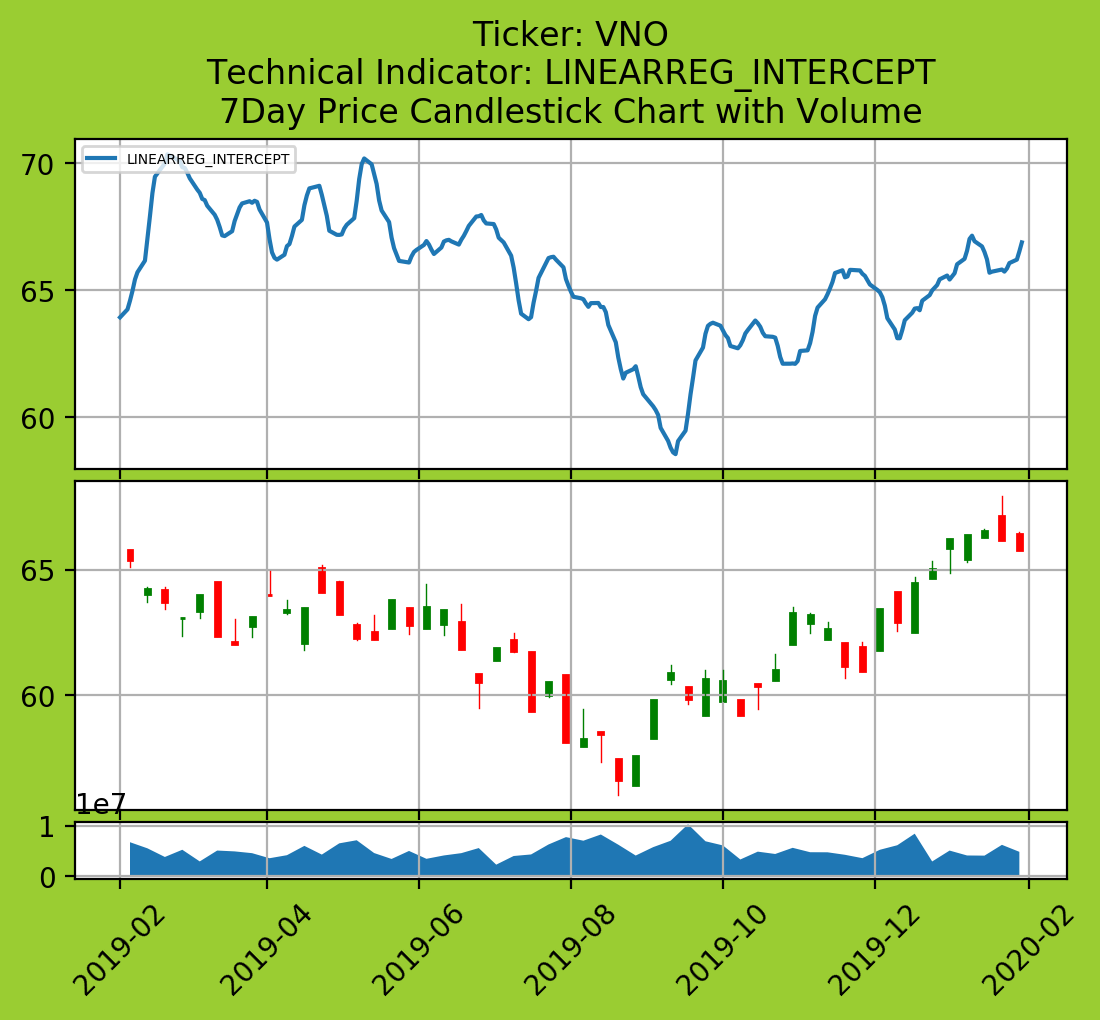 Ticker: VNO
Technical Indicator: LINEARREG_INTERCEPT
7Day Price Candlestick Chart with Volume
LINEARREG_INTERCEPT
70
65
60
65
60
1e7
1
0
2019-02
2019-04
2019-06
2019-08
2019-10
2019-12
2020-02